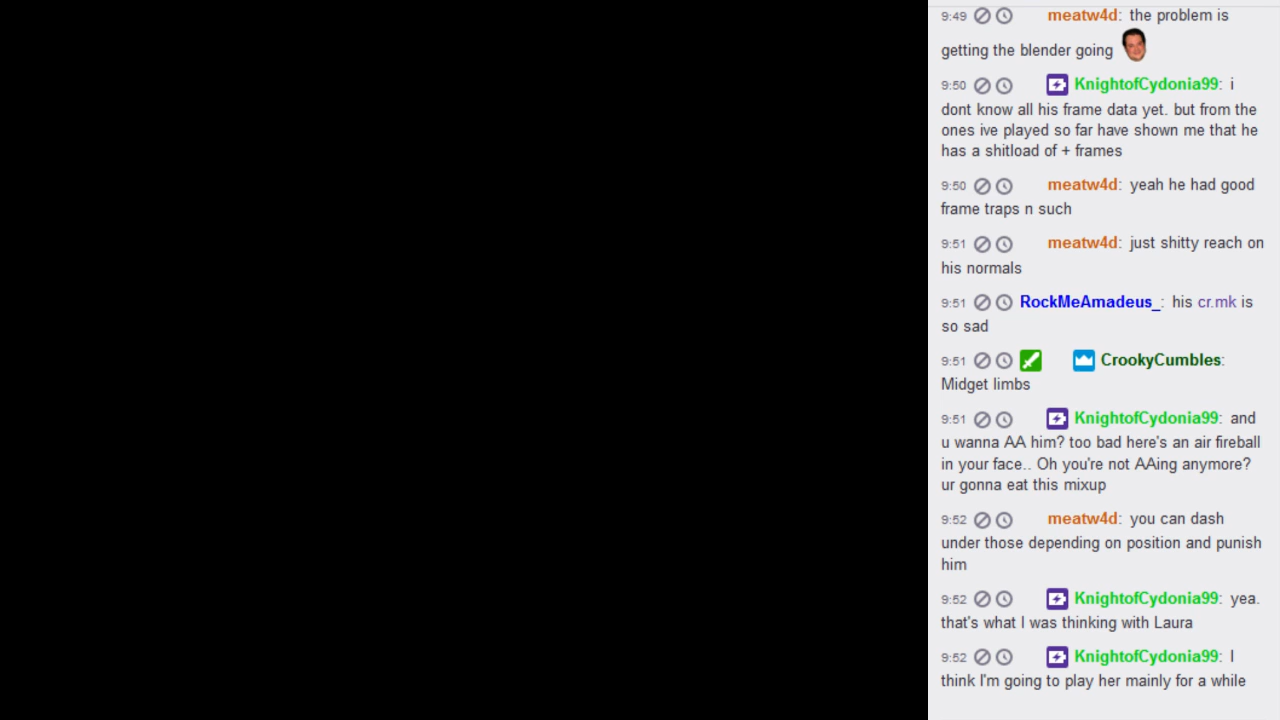 9:49 meatw4d: the problem is
getting the blender going
9:50 KnightofCydonia99: i
dont know all his frame data yet. but from the
ones ive played so far have shown me that he
has a shitload of + frames
9:50 meatw4d: yeah he had good
frame traps n such
9:51 meatw4d: just shitty reach on
his normals
9:51 RockMeAmadeus_: his cr.mk is
so sad
9:51 CrookyCumbles:
Midget limbs
9:51 KnightofCydonia99: and
u wanna AA him? too bad here's an air fireball
in your face.. Oh you're not AAing anymore?
ur gonna eat this mixup
9:52 meatw4d: you can dash
under those depending on position and punish
him
9:52 KnightofCydonia99: yea.
that's what I was thinking with Laura
9:52 KnightofCydonia99: I
think I'm going to play her mainly for a while